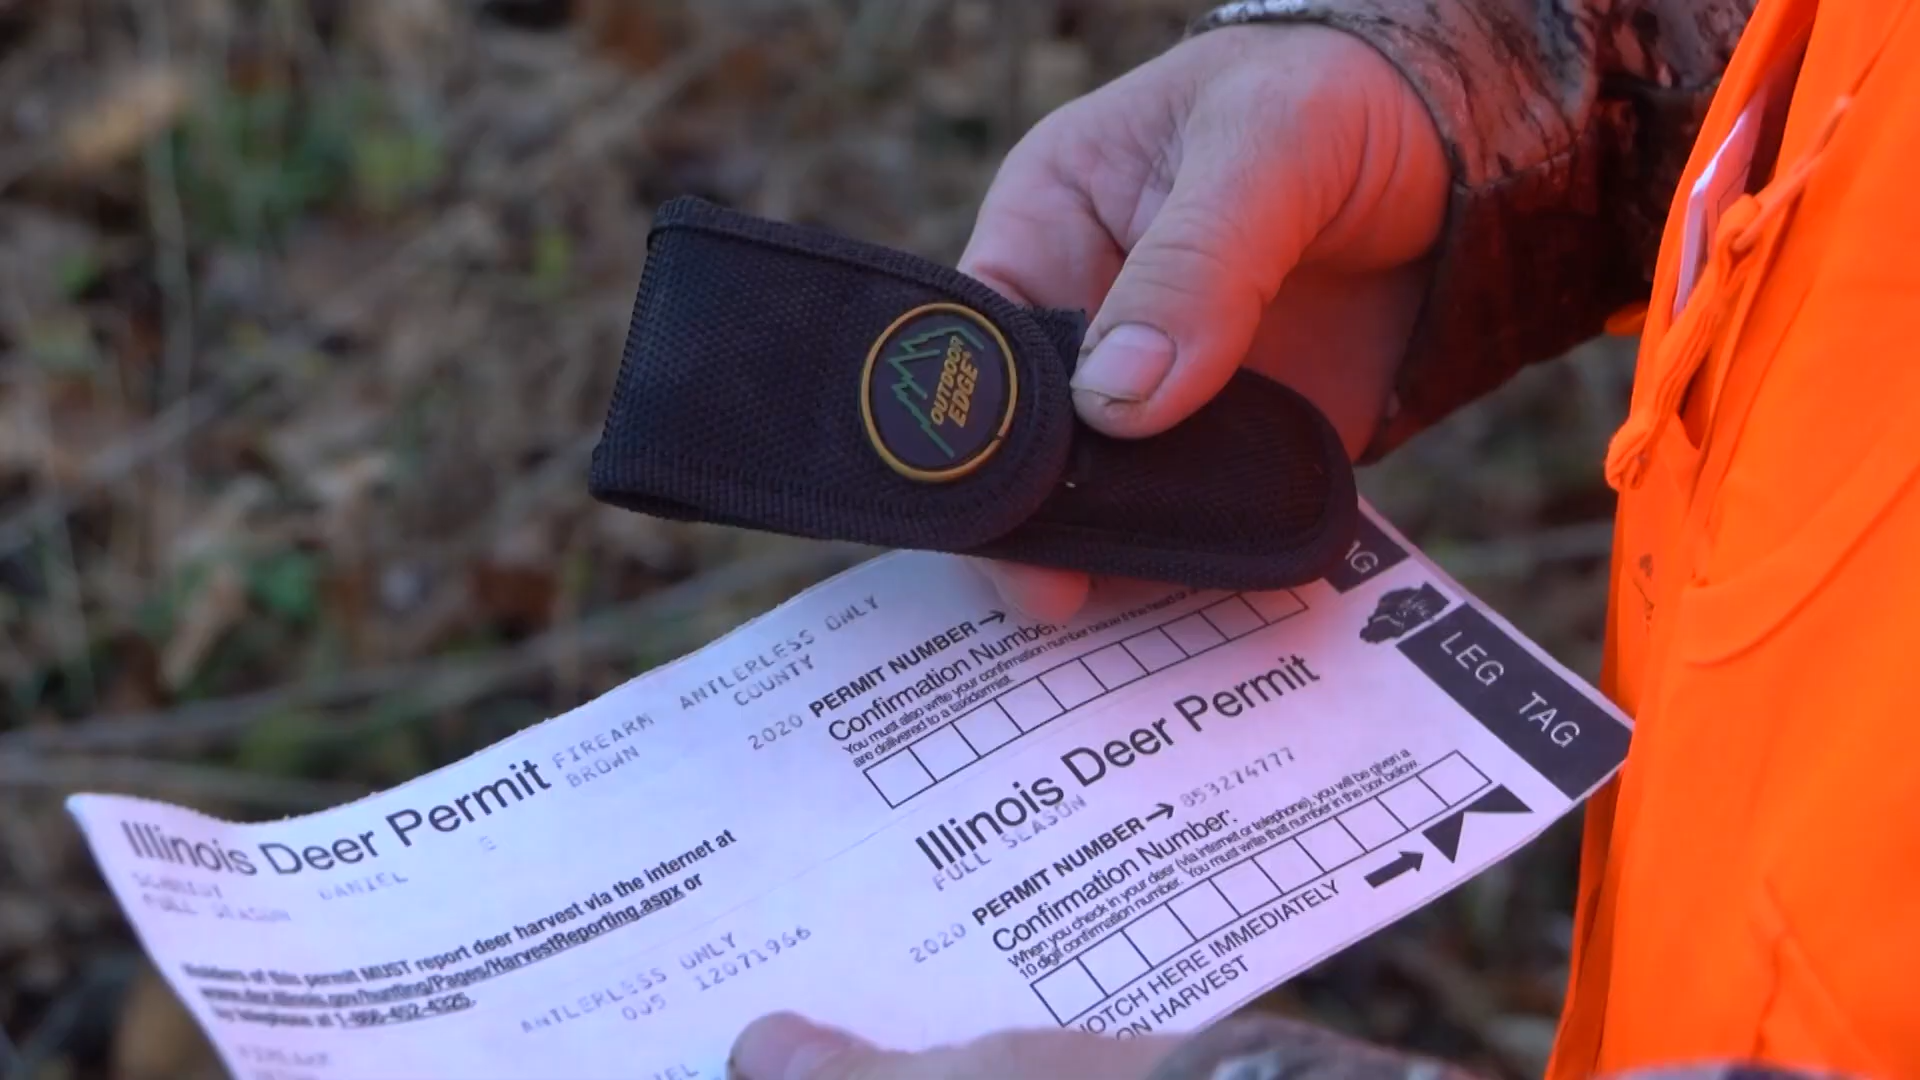 OUTDOOR
EDGE
Illinois Deer Permit
FIREARM ANTLERLESS ONLY
BROWN COUNTY
E
DANIEL
FULL SEASON
Holders of this permit MUST report deer harvest via the internet at
www.dnr.illinois.gov/hunting/Pages/HarvestReporting.aspx or
by telephone at 1-866-452-4325.
ANTLERLESS ONLY
005 12071966
2020 PERMIT NUMBER →
Confirmation Number:
You must also write your confirmation number below if the head or
are delivered to a taxidermist.
LEG TAG
Illinois Deer Permit
FULL SEASON
2020 PERMIT NUMBER → 853274777
Confirmation Number:
When you check in your deer (via internet or telephone), you will be given a
10 digit confirmation number. You must write that number in the box below.
NOTCH HERE IMMEDIATELY
ON HARVEST